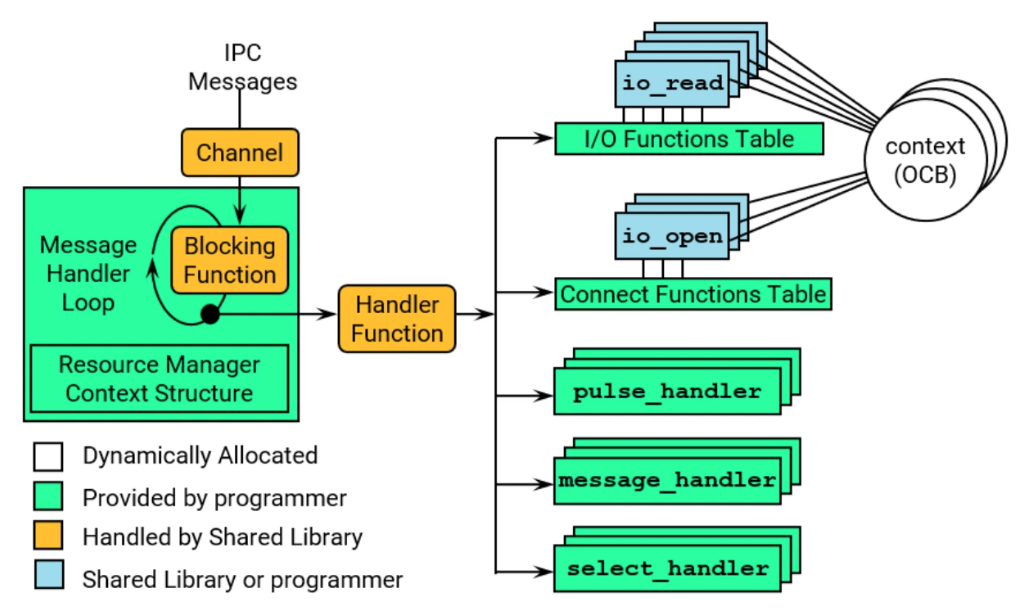 IPC
Messages
Channel
Message
Handler
Loop
Blocking
Function
Resource Manager
Context Structure
Handler
Function
io_read
I/O Functions Table
context
(OCB)
io_open
Connect Functions Table
pulse_handler
message_handler
select_handler
Dynamically Allocated
Provided by programmer
Handled by Shared Library
Shared Library or programmer